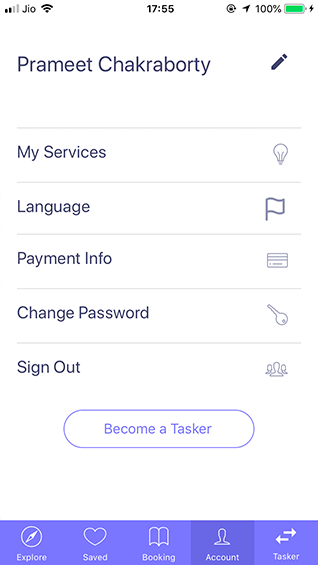 Jio 17:55 100%
Prameet Chakraborty
My Services
Language
Payment Info
Change Password
Sign Out
Become a Tasker
Explore Saved Booking Account Tasker